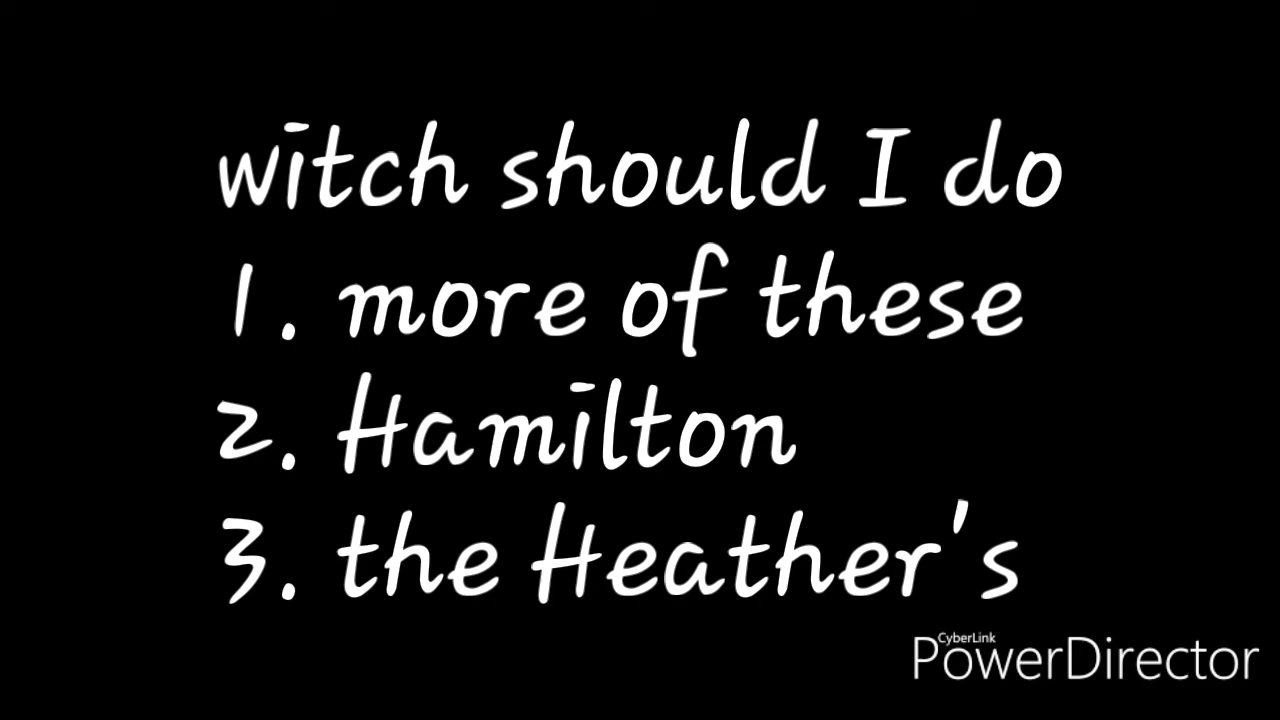 witch should I do
1. more of these
2. Hamilton
3. the Heather's
CyberLink
PowerDirector